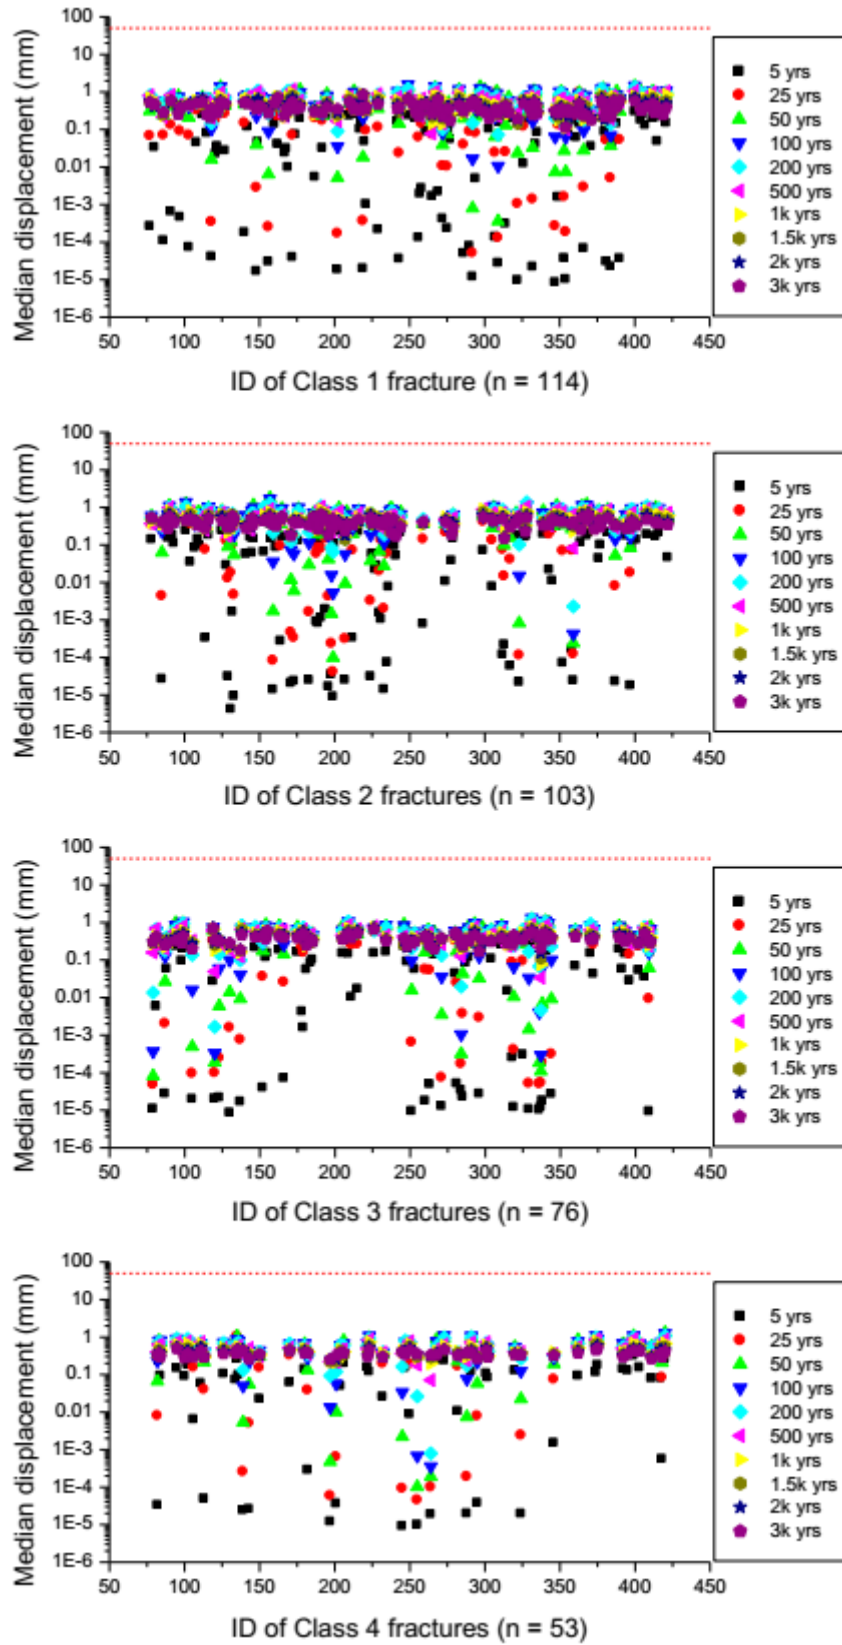 Median displacement (mm)
100
10
1
0.1
0.01
1E-3
1E-4
1E-5
1E-6
50 100 150 200 250 300 350 400 450
ID of Class 1 fracture (n = 114)
5 yrs
25 yrs
50 yrs
100 yrs
200 yrs
500 yrs
1k yrs
1.5k yrs
2k yrs
3k yrs
Median displacement (mm)
100
10
1
0.1
0.01
1E-3
1E-4
1E-5
1E-6
50 100 150 200 250 300 350 400 450
ID of Class 2 fractures (n = 103)
5 yrs
25 yrs
50 yrs
100 yrs
200 yrs
500 yrs
1k yrs
1.5k yrs
2k yrs
3k yrs
Median displacement (mm)
100
10
1
0.1
0.01
1E-3
1E-4
1E-5
1E-6
50 100 150 200 250 300 350 400 450
ID of Class 3 fractures (n = 76)
5 yrs
25 yrs
50 yrs
100 yrs
200 yrs
500 yrs
1k yrs
1.5k yrs
2k yrs
3k yrs
Median displacement (mm)
100
10
1
0.1
0.01
1E-3
1E-4
1E-5
1E-6
50 100 150 200 250 300 350 400 450
ID of Class 4 fractures (n = 53)
5 yrs
25 yrs
50 yrs
100 yrs
200 yrs
500 yrs
1k yrs
1.5k yrs
2k yrs
3k yrs